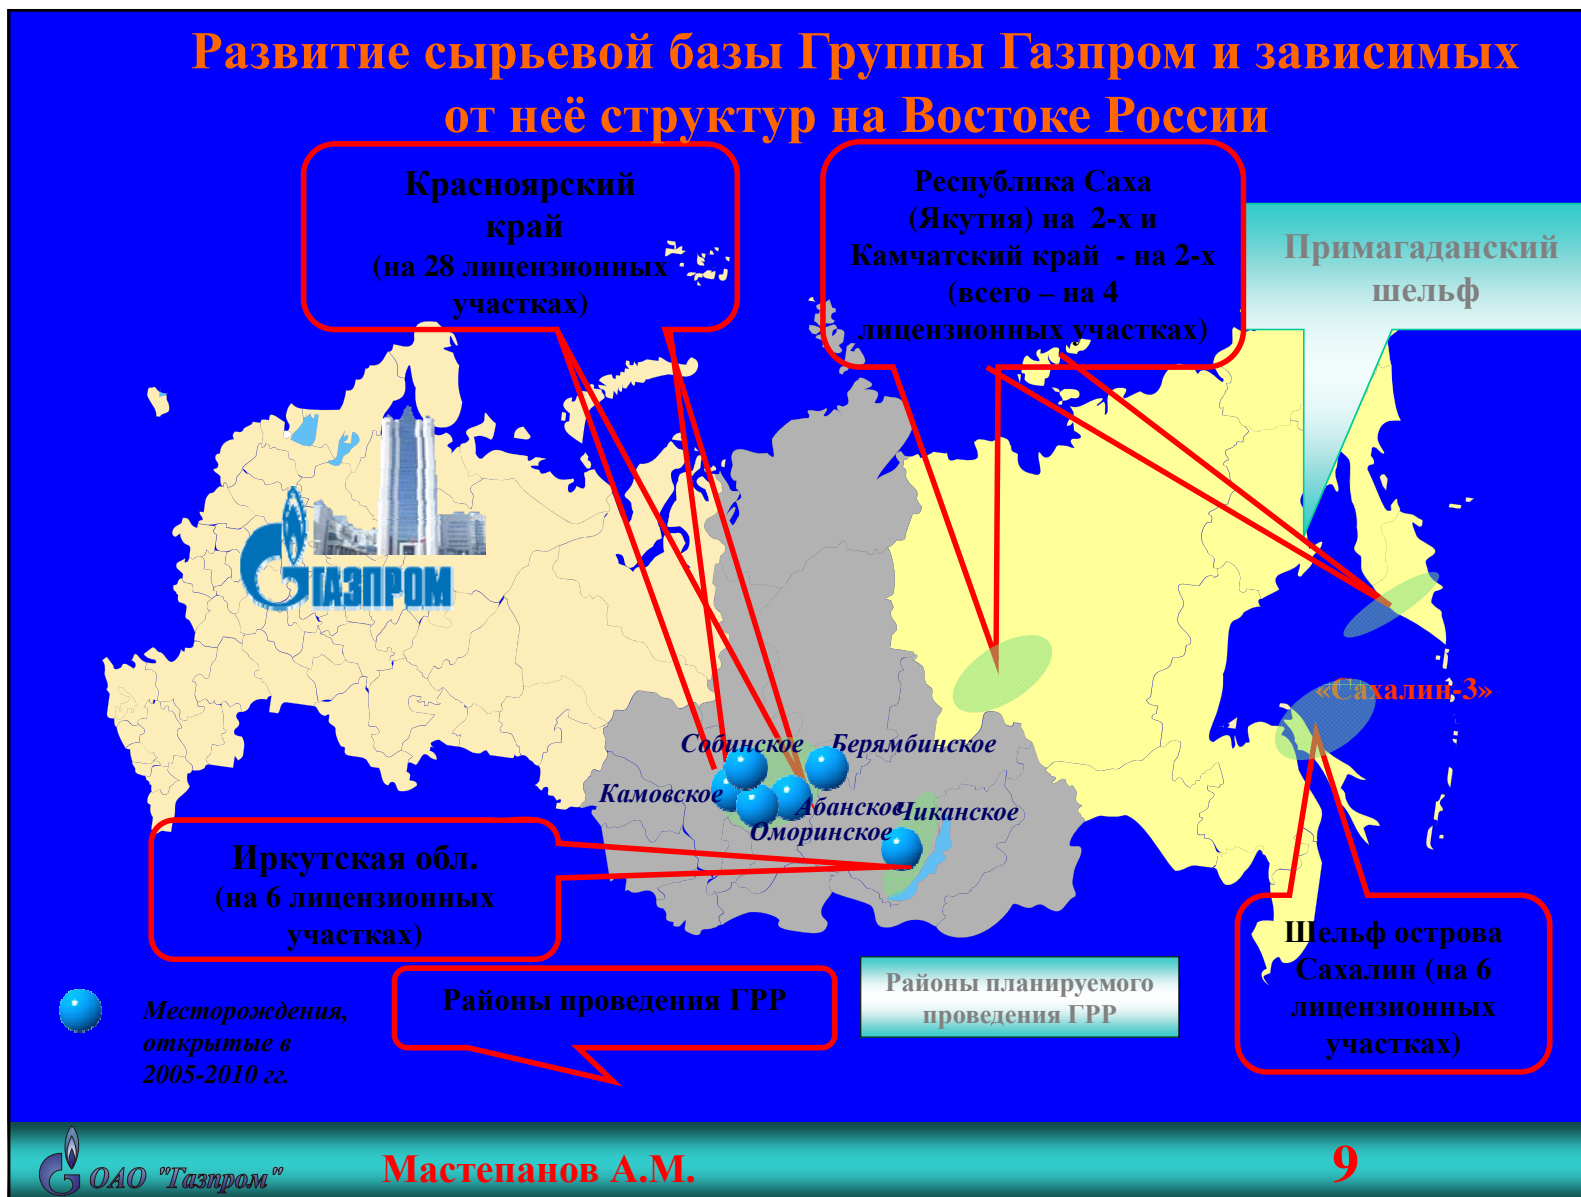 Развитие сырьевой базы Группы Газпром и зависимых
от неё структур на Востоке России
Красноярский
край
(на 28 лицензионных
участках)
Республика Саха
(Якутия) на 2-х и
Камчатский край - на 2-х
(всего – на 4
лицензионных участках)
Примагаданский
шельф
ГАЗПРОМ
«Сахалин-3»
Собинское
Берямбинское
Камовское
Абанское
Чиканское
Оморинское
Иркутская обл.
(на 6 лицензионных
участках)
Шельф острова
Сахалин (на 6
лицензионных
участках)
Месторождения,
открытые в
2005-2010 гг.
Районы проведения ГРР
Районы планируемого
проведения ГРР
ОАО "Газпром"
Мастепанов А.М.
9